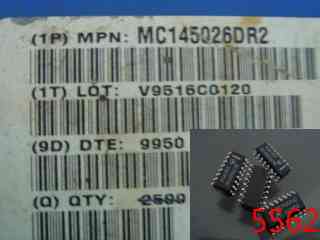 (1P) MPN: MC145026DR2
(1T) LOT: V9516C0120
(9D) DTE: 9950
(Q) QTY: 2500
5562